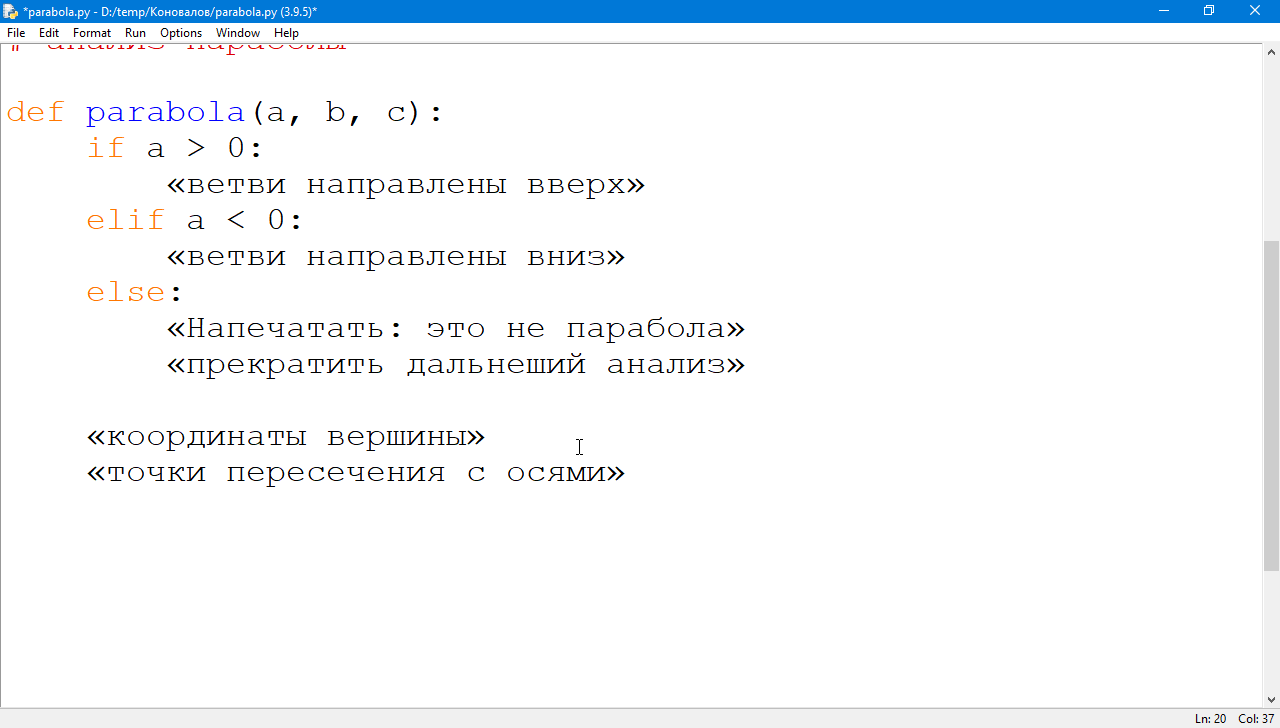 *parabola.py - D:/temp/Коновалов/parabola.py (3.9.5)*
File Edit Format Run Options Window Help
# анализ параболы
def parabola(a, b, c):
    if a > 0:
        «ветви направлены вверх»
    elif a < 0:
        «ветви направлены вниз»
    else:
        «Напечатать: это не парабола»
        «прекратить дальнеший анализ»
    «координаты вершины»
    «точки пересечения с осями»
Ln: 20 Col: 37